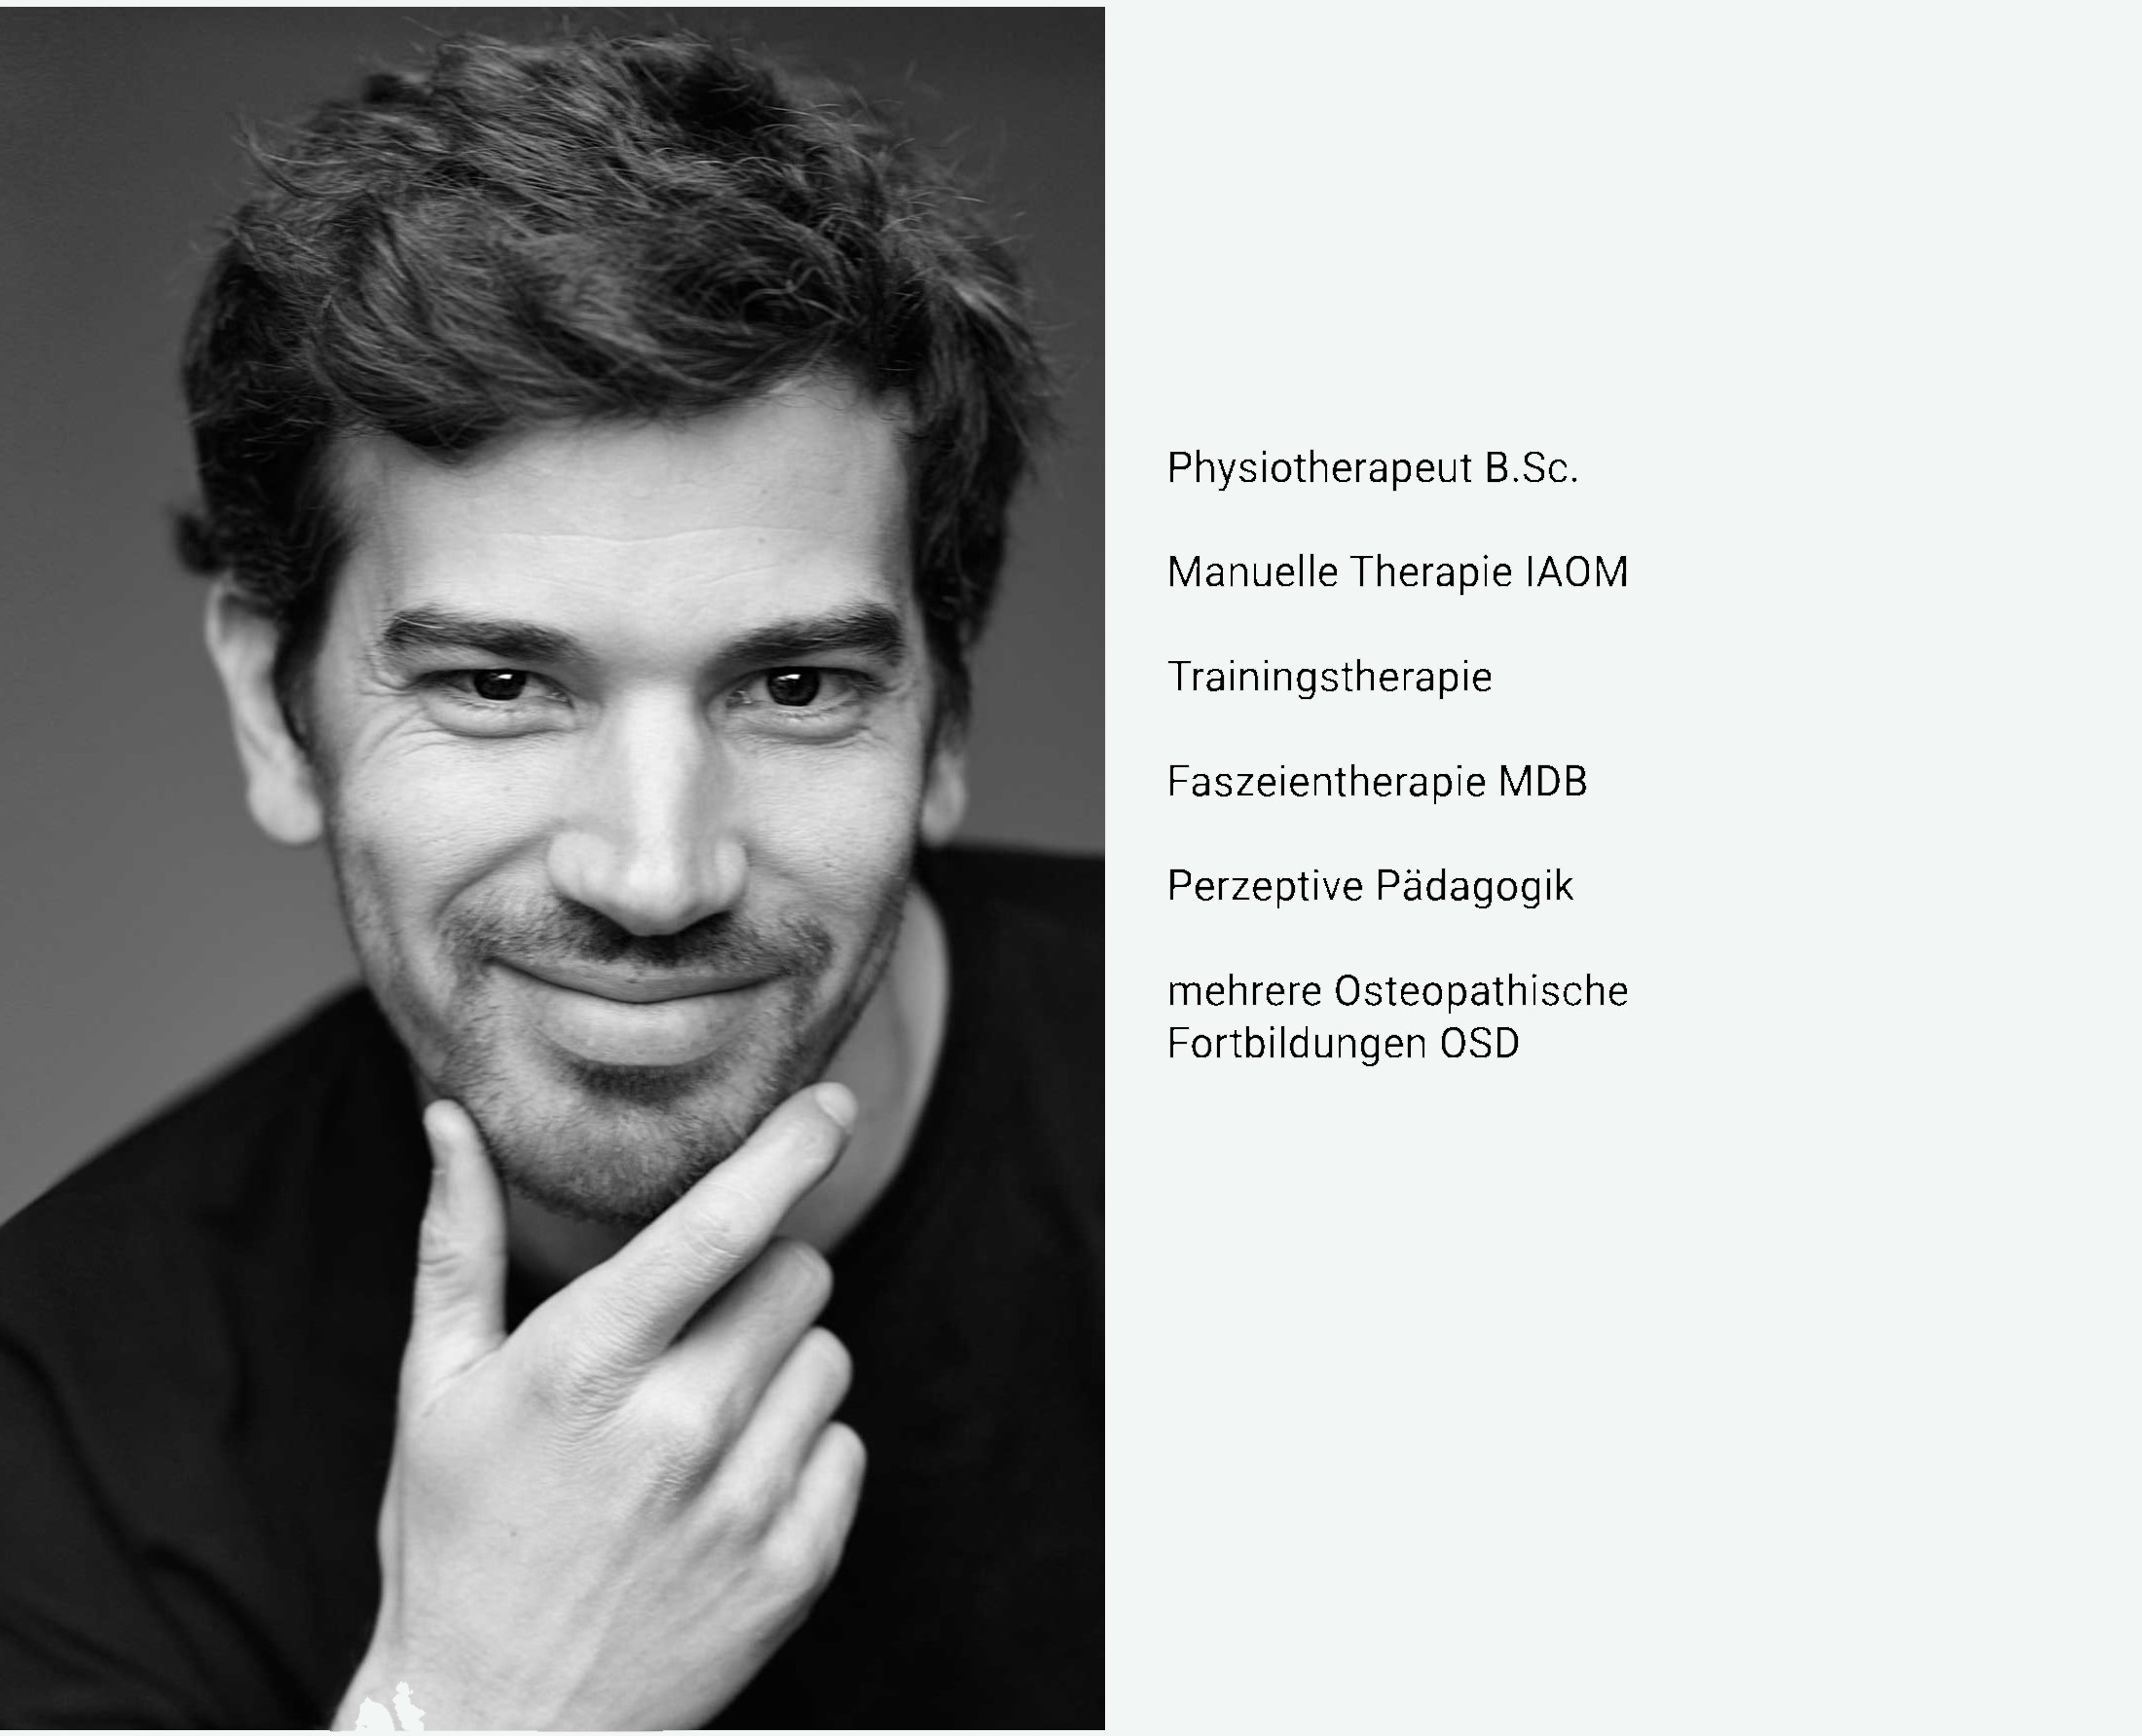 Physiotherapeut B.Sc.
Manuelle Therapie IAOM
Trainingstherapie
Faszeientherapie MDB
Perzeptive Pädagogik
mehrere Osteopathische
Fortbildungen OSD